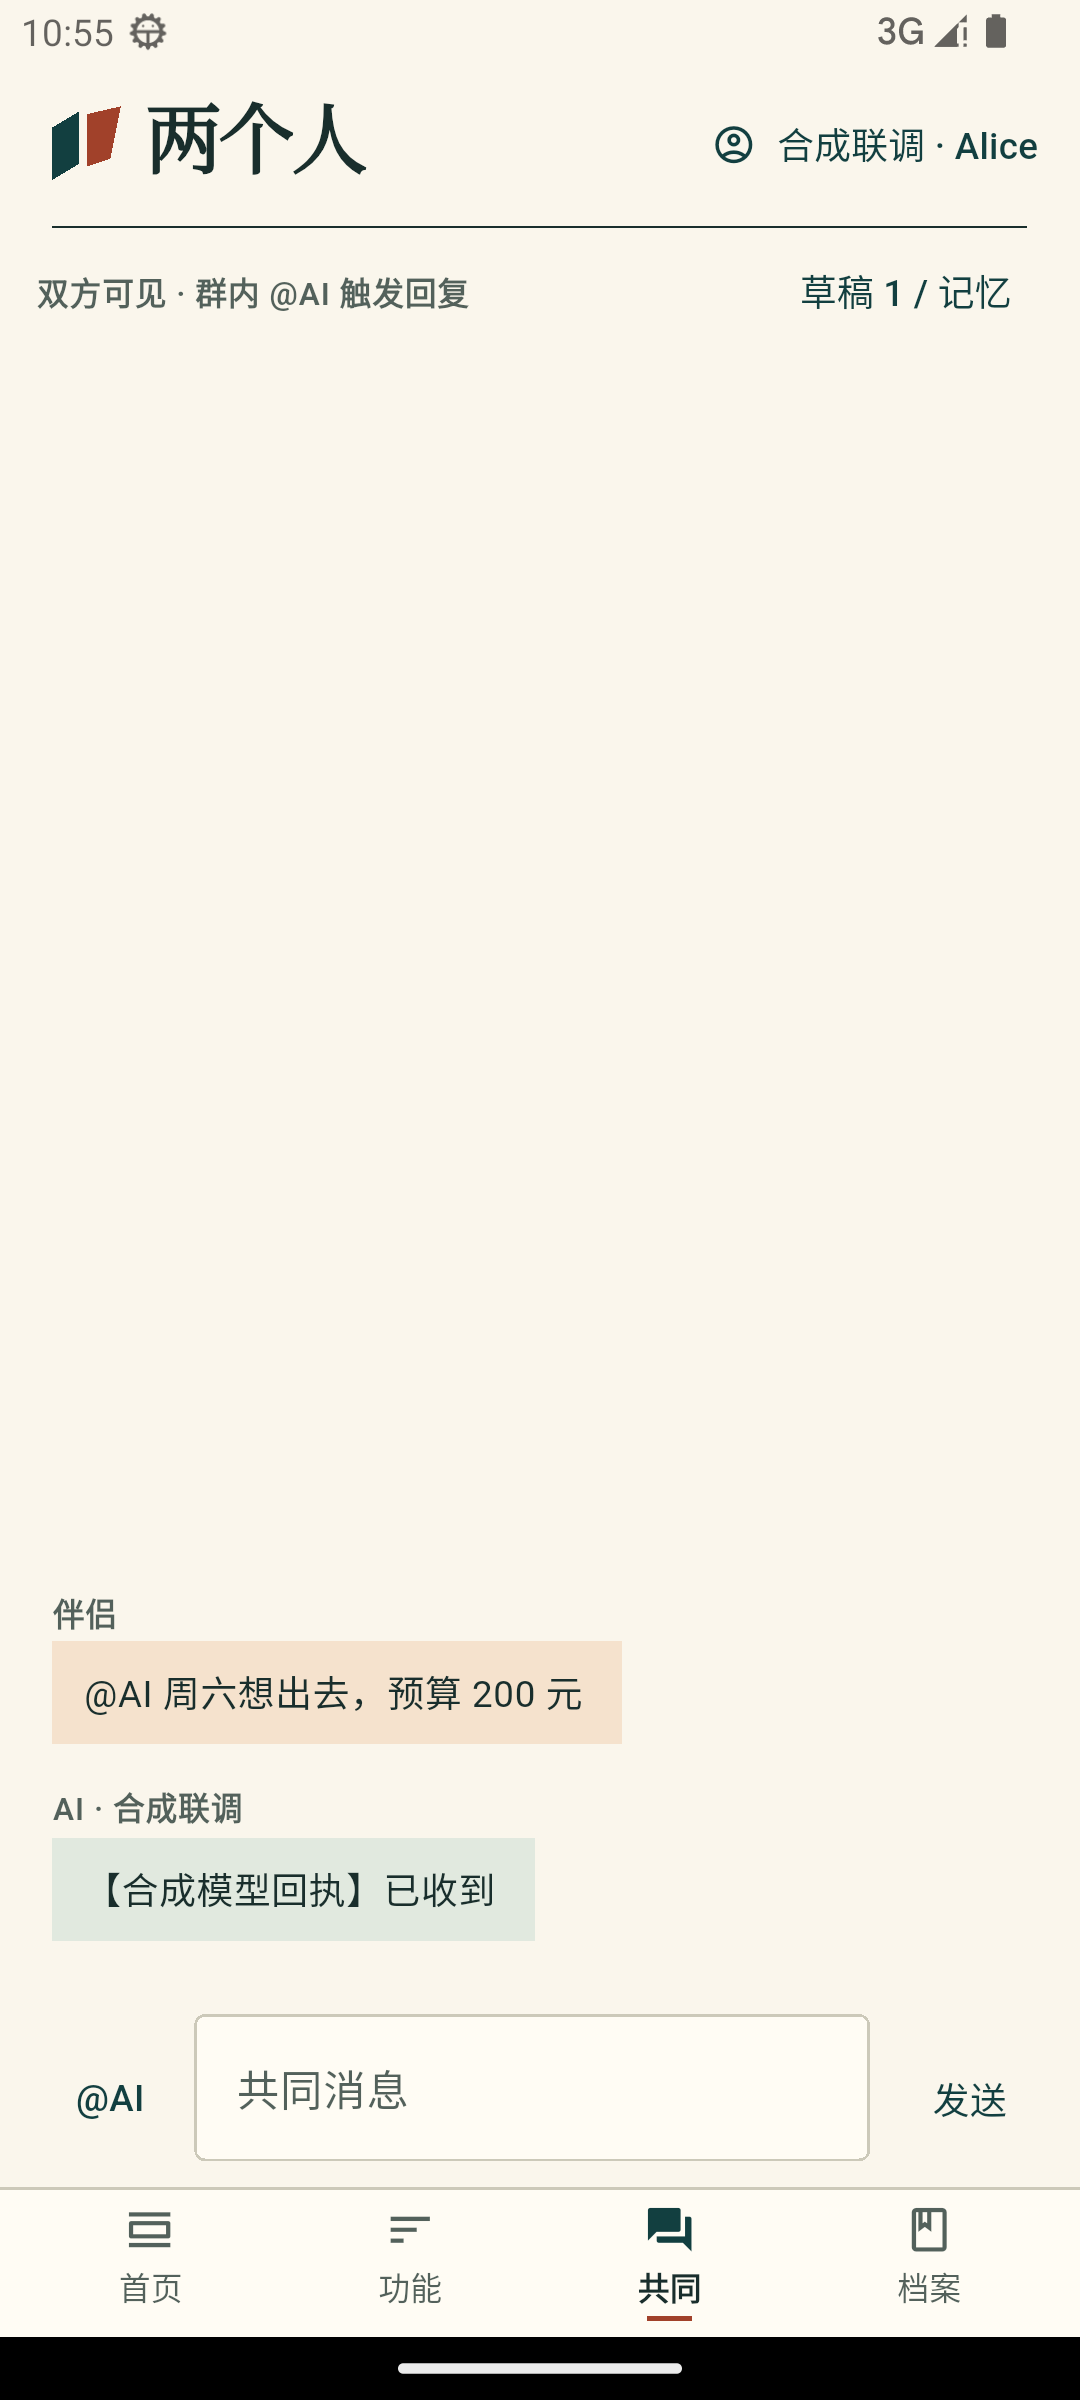 10:55
3G
两个人
合成联调 · Alice
双方可见 · 群内 @AI 触发回复
草稿 1 / 记忆
伴侣
@AI 周六想出去，预算 200 元
AI · 合成联调
【合成模型回执】已收到
@AI
共同消息
发送
首页
功能
共同
档案